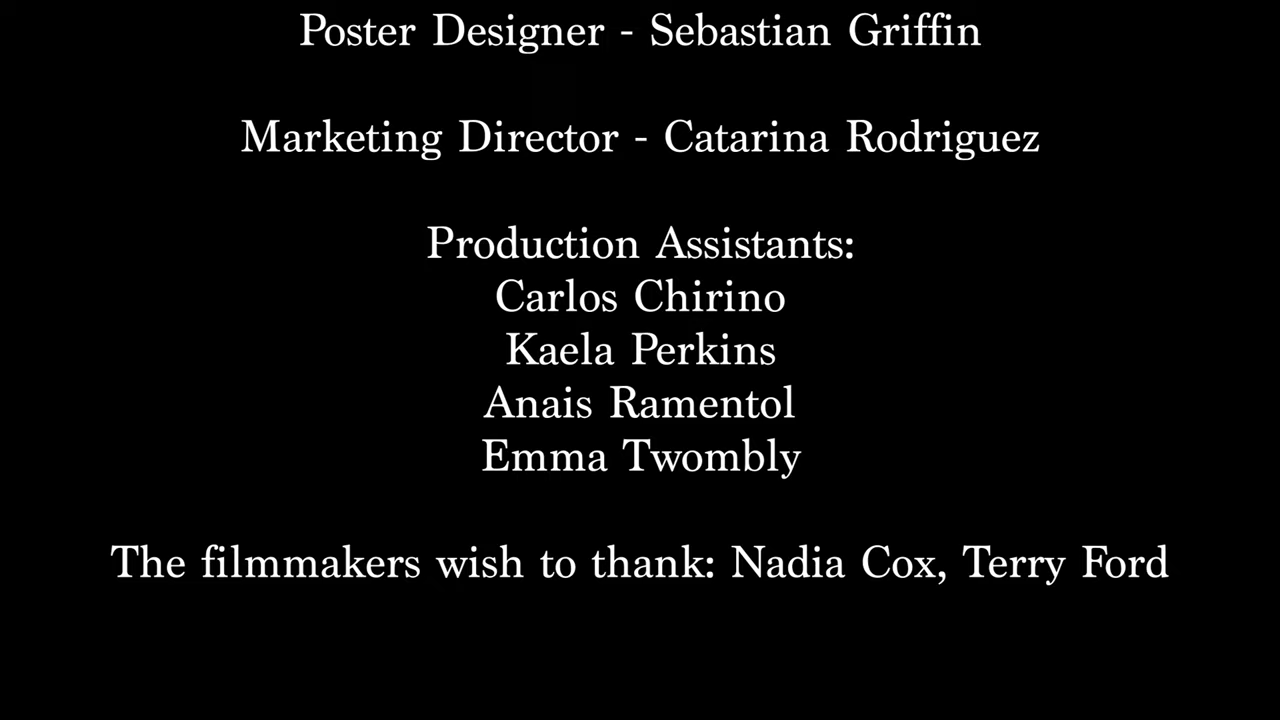 Poster Designer - Sebastian Griffin
Marketing Director - Catarina Rodriguez
Production Assistants:
Carlos Chirino
Kaela Perkins
Anais Ramentol
Emma Twombly
The filmmakers wish to thank: Nadia Cox, Terry Ford